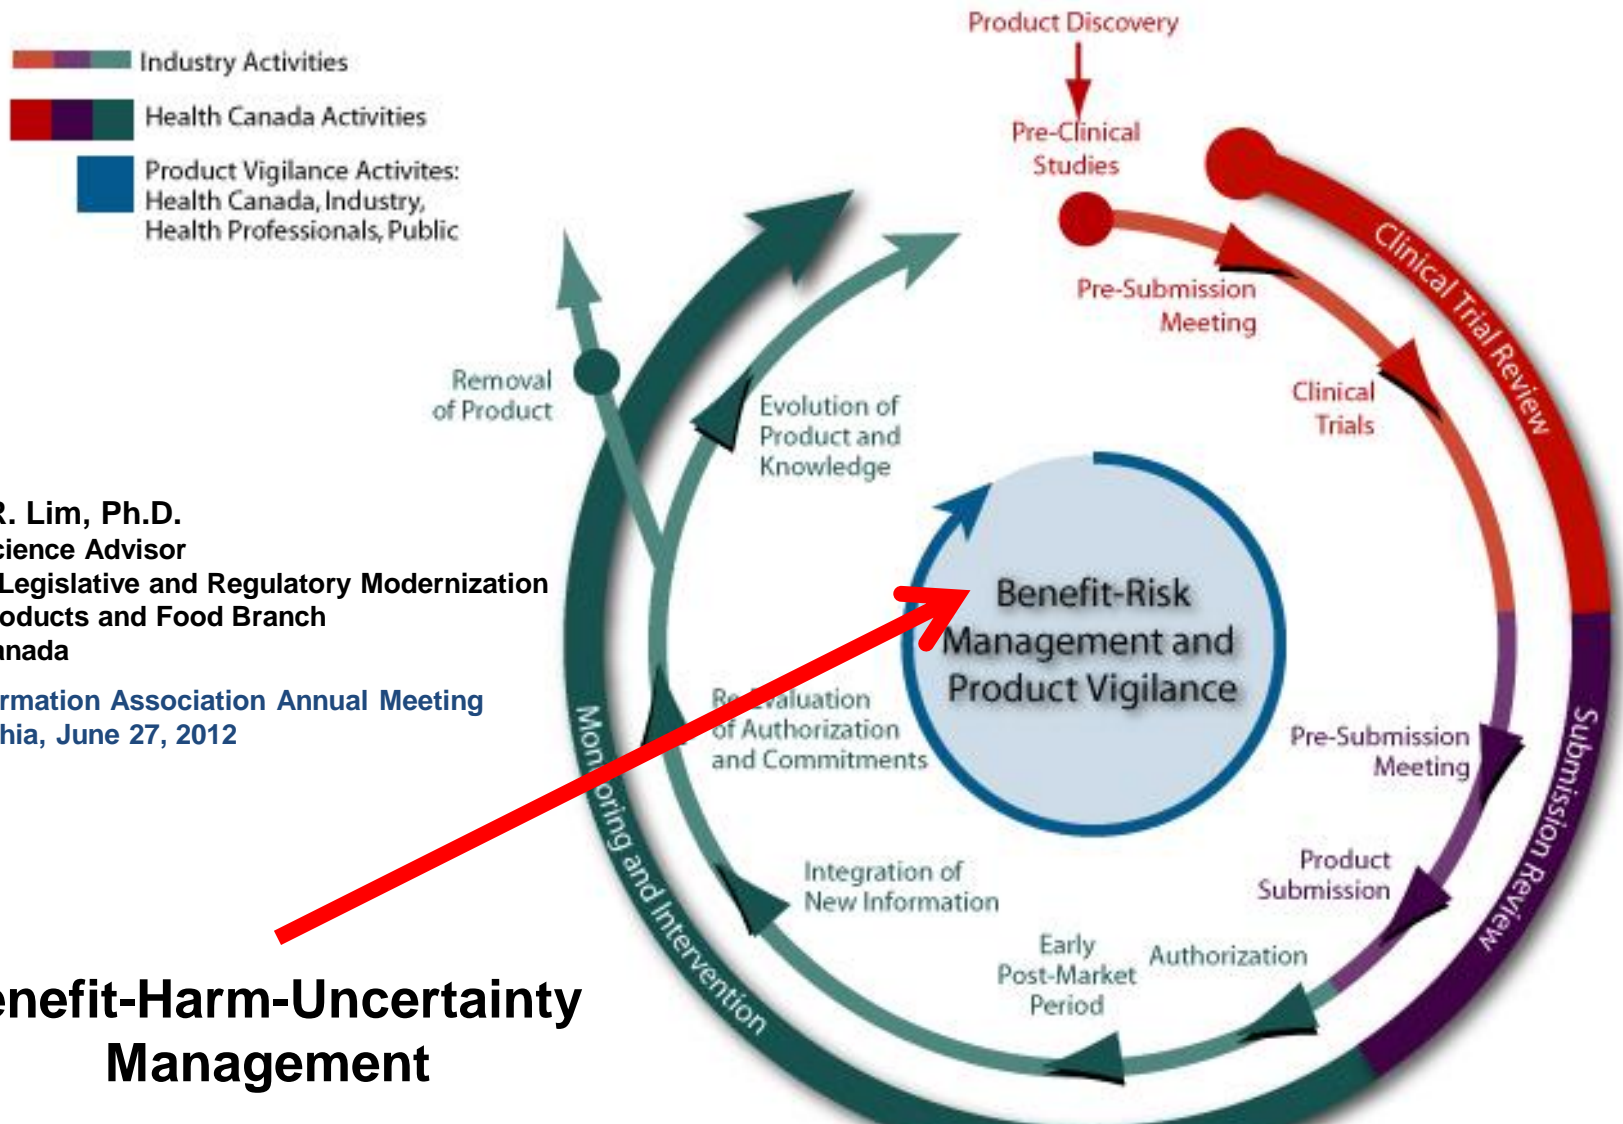 Industry Activities
Health Canada Activities
Product Vigilance Activites:
Health Canada, Industry,
Health Professionals, Public
Product Discovery
Pre-Clinical
Studies
Pre-Submission
Meeting
Clinical
Trials
Clinical Trial Review
Pre-Submission
Meeting
Product
Submission
Submission Review
Authorization
Early
Post-Market
Period
Integration of
New Information
Re-Evaluation
of Authorization
and Commitments
Evolution of
Product and
Knowledge
Removal
of Product
Monitoring and Intervention
Benefit-Risk
Management and
Product Vigilance
R. Lim, Ph.D.
cience Advisor
Legislative and Regulatory Modernization
oducts and Food Branch
anada
rmation Association Annual Meeting
hia, June 27, 2012
enefit-Harm-Uncertainty
Management